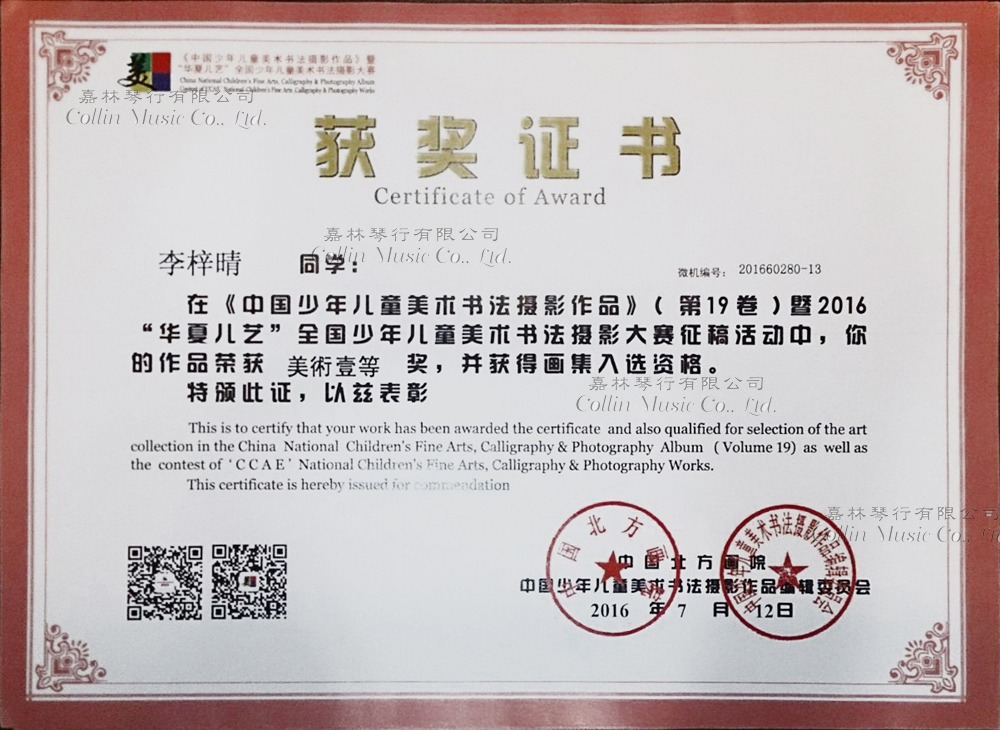 美
《中国少年儿童美术书法摄影作品》暨
“华夏儿艺”全国少年儿童美术书法摄影大赛
China National Children's Fine Arts, Calligraphy & Photography Album
National Children's Fine Arts, Calligraphy & Photography Works
嘉林琴行有限公司
Collin Music Co., Ltd.
获奖证书
Certificate of Award
嘉林琴行有限公司
Collin Music Co., Ltd.
李梓晴 同学：
微机编号： 201660280-13
在《中国少年儿童美术书法摄影作品》（第19卷）暨2016
“华夏儿艺”全国少年儿童美术书法摄影大赛征稿活动中，你
的作品荣获 美術壹等 奖，并获得画集入选资格。
特颁此证，以兹表彰
嘉林琴行有限公司
Collin Music Co., Ltd.
This is to certify that your work has been awarded the certificate and also qualified for selection of the art
collection in the China National Children's Fine Arts, Calligraphy & Photography Album (Volume 19) as well as
the contest of ‘CCAE’ National Children's Fine Arts, Calligraphy & Photography Works.
This certificate is hereby issued for commendation
嘉林琴行有限公司
Collin Music Co., Ltd.
中国北方画院
中国少年儿童美术书法摄影作品编辑委员会
2016 年 7 月 12日